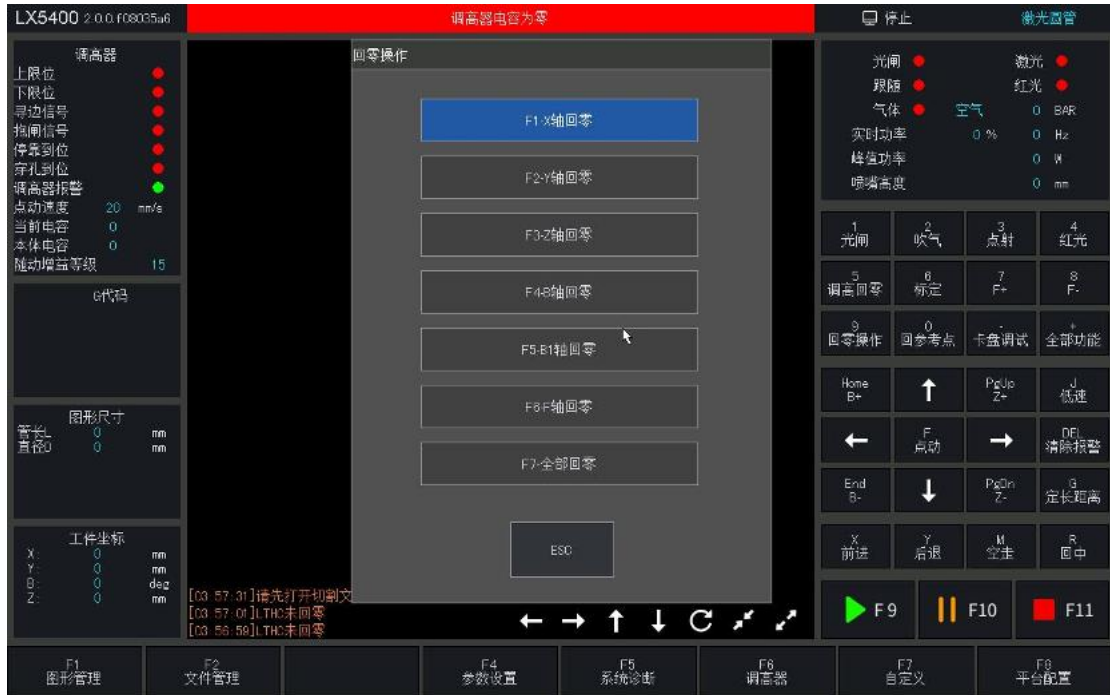 LX5400 2.0.0.f08035a6
调高器电容为零
停止
激光圆管
调高器
上限位
下限位
寻边信号
抱闸信号
停靠到位
穿孔到位
调高器报警
点动速度 20 mm/s
当前电容 0
本体电容 0
随动增益等级 15
G代码
图形尺寸
管长L 0 mm
直径D 0 mm
工件坐标
X: 0 mm
Y: 0 mm
B: 0 deg
Z: 0 mm
回零操作
F1-X轴回零
F2-Y轴回零
F3-Z轴回零
F4-B轴回零
F5-B1轴回零
F6-F轴回零
F7-全部回零
ESC
[03:57:31]请先打开切割文
[03:57:01]LTHC未回零
[03:56:59]LTHC未回零
光闸 激光
跟随 红光
气体 空气 0 BAR
实时功率 0 % 0 Hz
峰值功率 0 W
喷嘴高度 0 mm
1 光闸
2 吹气
3 点射
4 红光
5 调高回零
6 标定
7 F+
8 F-
9 回零操作
0 回参考点
- 卡盘调试
+ 全部功能
Home B+
↑
PgUp Z+
J 低速
←
F 点动
→
DEL 清除报警
End B-
↓
PgDn Z-
G 定长距离
X 前进
Y 后退
M 空走
R 回中
F9
F10
F11
F1 图形管理
F2 文件管理
F4 参数设置
F5 系统诊断
F6 调高器
F7 自定义
F8 平台配置